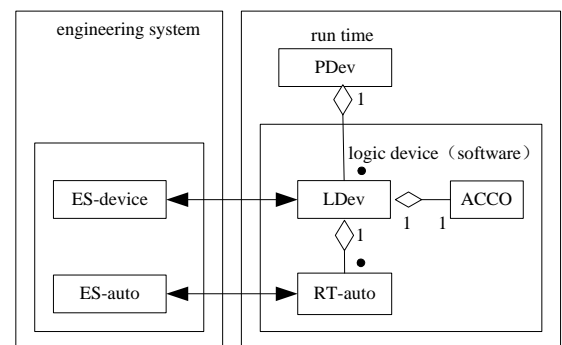 engineering system
run time
PDev
1
logic device（software）
ES-device
LDev
ACCO
1
1
1
ES-auto
RT-auto